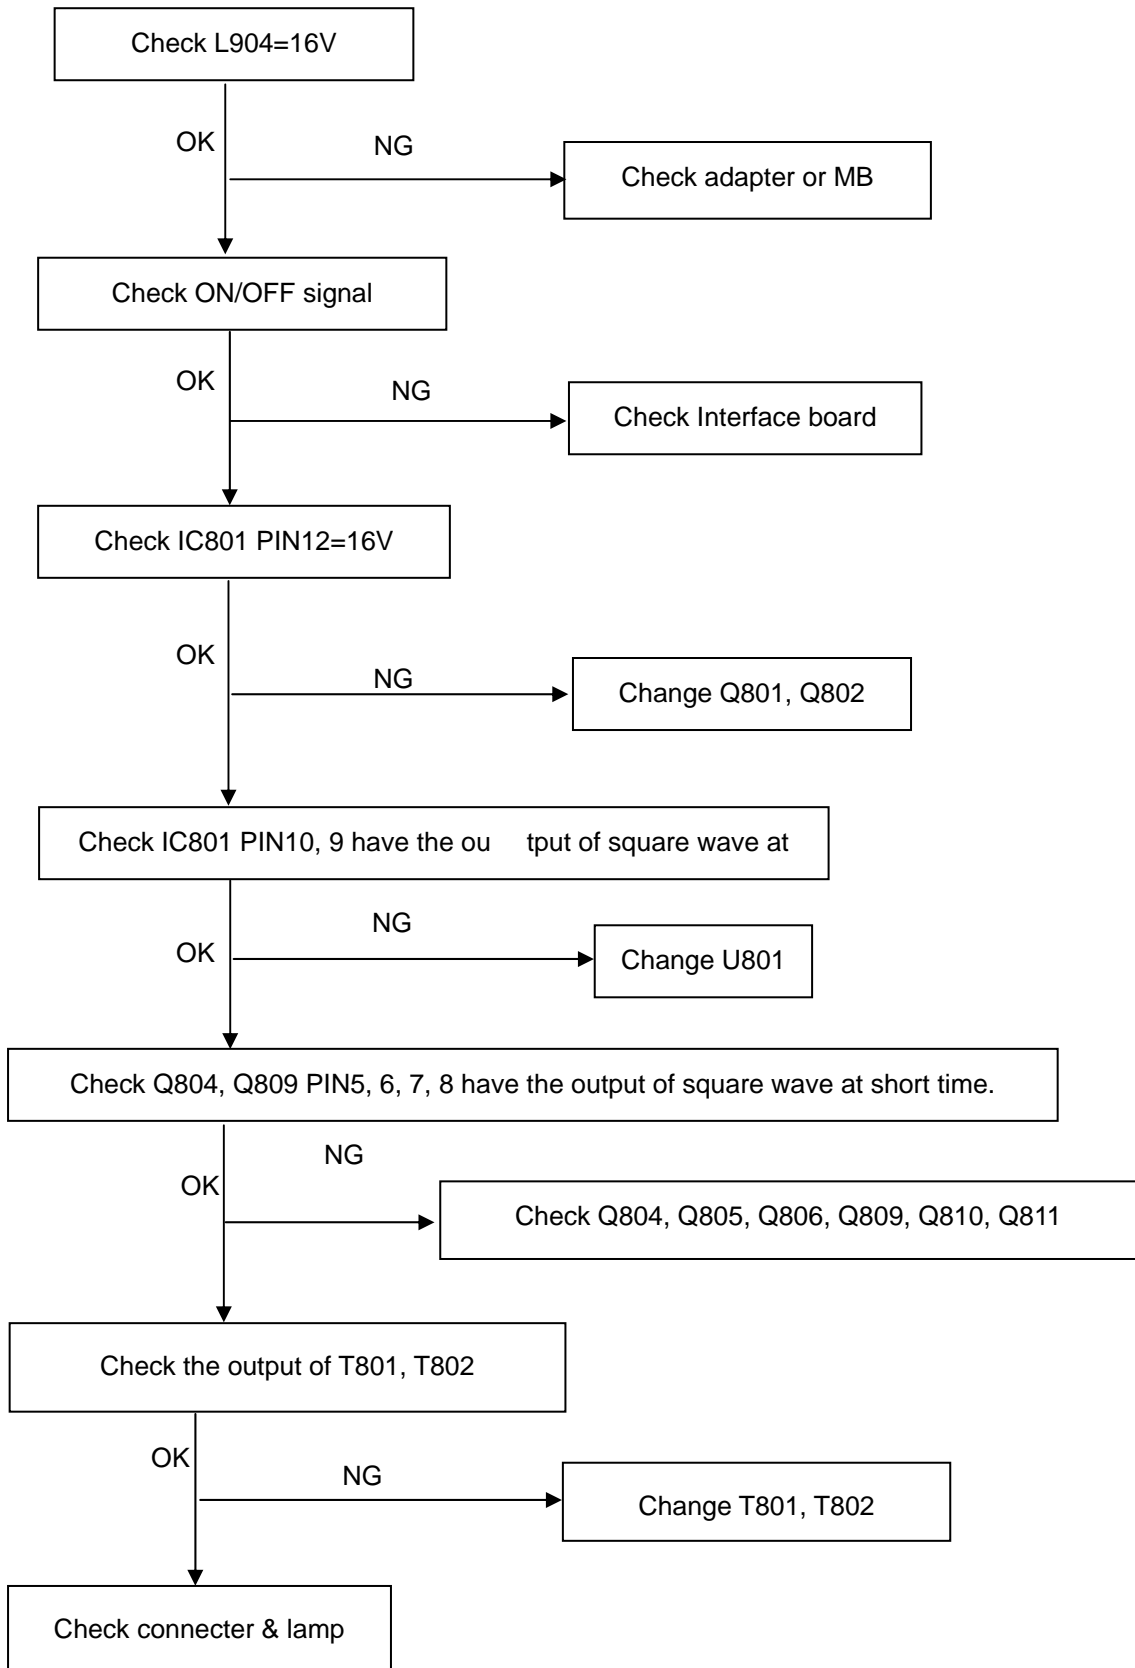 Check L904=16V
OK
NG
Check adapter or MB
Check ON/OFF signal
OK
NG
Check Interface board
Check IC801 PIN12=16V
OK
NG
Change Q801, Q802
Check IC801 PIN10, 9 have the ou tput of square wave at
NG
OK
Change U801
Check Q804, Q809 PIN5, 6, 7, 8 have the output of square wave at short time.
NG
OK
Check Q804, Q805, Q806, Q809, Q810, Q811
Check the output of T801, T802
OK
NG
Change T801, T802
Check connecter & lamp